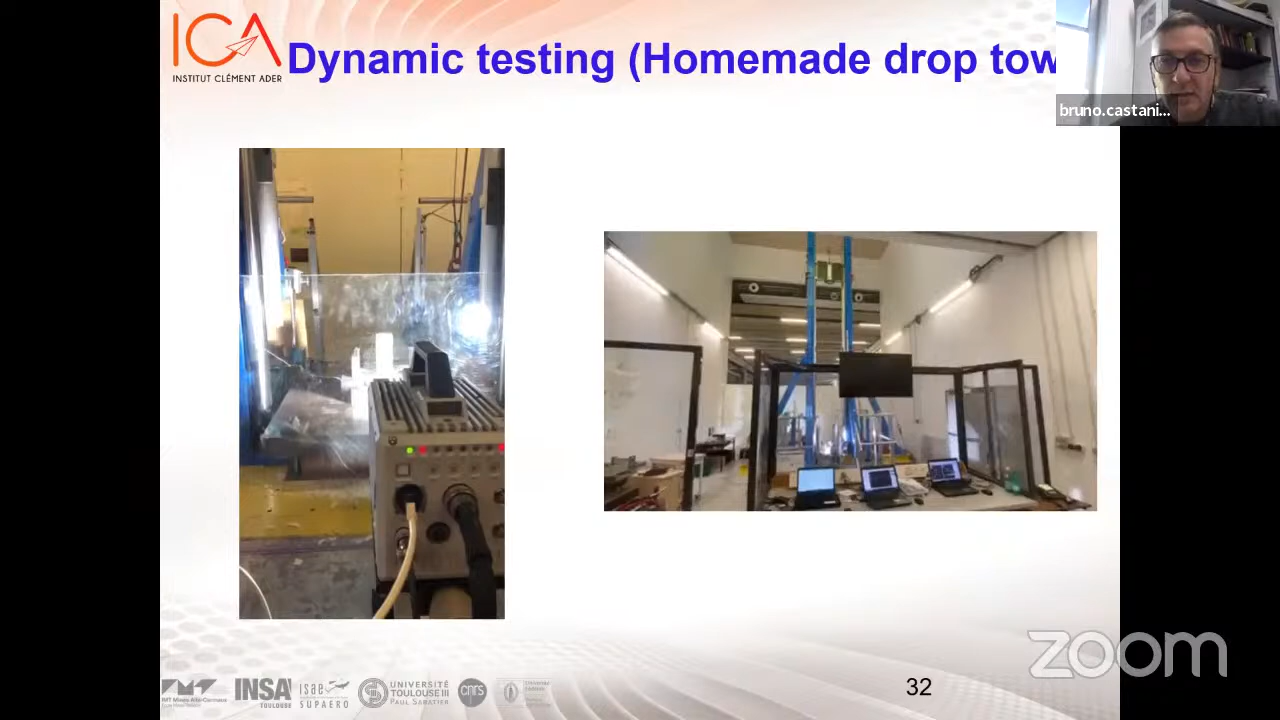 ICA
INSTITUT CLÉMENT ADER
Dynamic testing (Homemade drop tow
bruno.castani...
zoom
INSA
TOULOUSE
isae
SUPAERO
UNIVERSITÉ
TOULOUSE III
PAUL SABATIER
cnrs
32